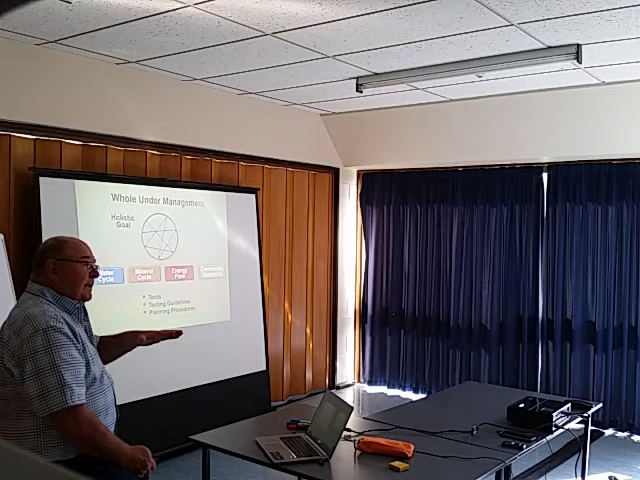 Whole Under Management
Holistic
Goal
Water
Cycle
Mineral
Cycle
Energy
Flow
Community
Dynamics
• Tools
• Testing Guidelines
• Planning Procedures